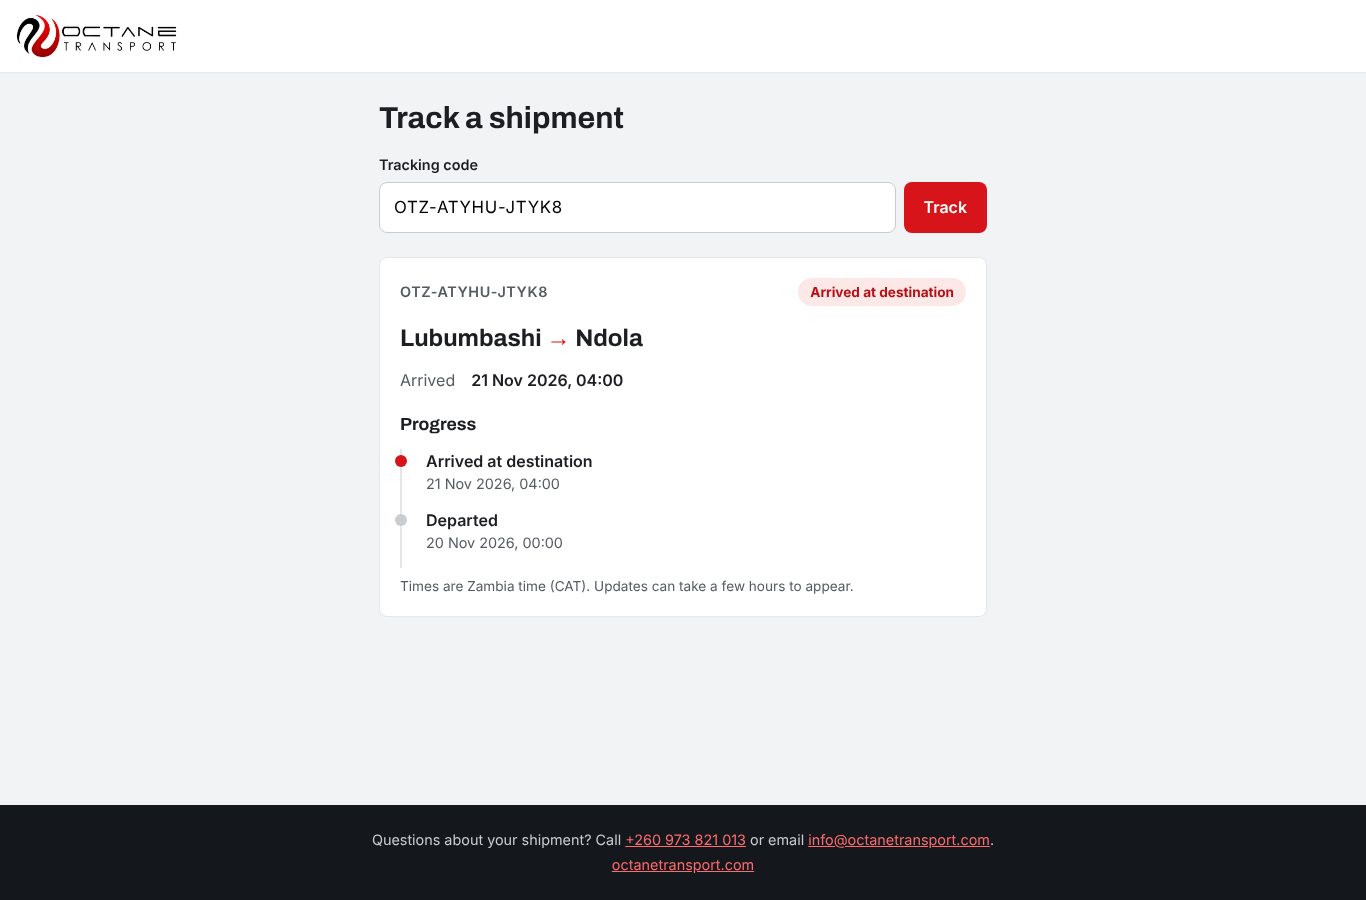 OCTANE
TRANSPORT
Track a shipment
Tracking code
OTZ-ATYHU-JTYK8
Track
OTZ-ATYHU-JTYK8
Arrived at destination
Lubumbashi → Ndola
Arrived 21 Nov 2026, 04:00
Progress
Arrived at destination
21 Nov 2026, 04:00
Departed
20 Nov 2026, 00:00
Times are Zambia time (CAT). Updates can take a few hours to appear.
Questions about your shipment? Call +260 973 821 013 or email info@octanetransport.com.
octanetransport.com